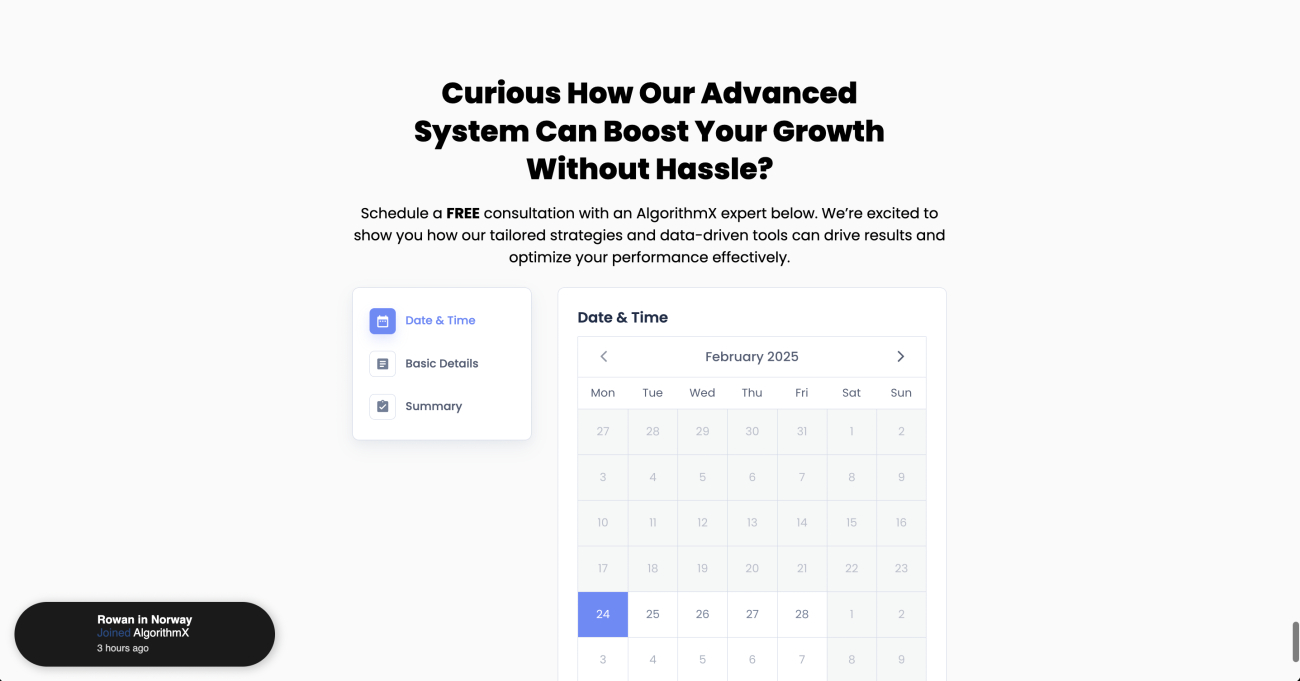 Curious How Our Advanced
System Can Boost Your Growth
Without Hassle?
Schedule a FREE consultation with an AlgorithmX expert below. We’re excited to
show you how our tailored strategies and data-driven tools can drive results and
optimize your performance effectively.
Date & Time
Basic Details
Summary
Date & Time
February 2025
Mon Tue Wed Thu Fri Sat Sun
27 28 29 30 31 1 2
3 4 5 6 7 8 9
10 11 12 13 14 15 16
17 18 19 20 21 22 23
24 25 26 27 28 1 2
3 4 5 6 7 8 9
Rowan in Norway
Joined AlgorithmX
3 hours ago